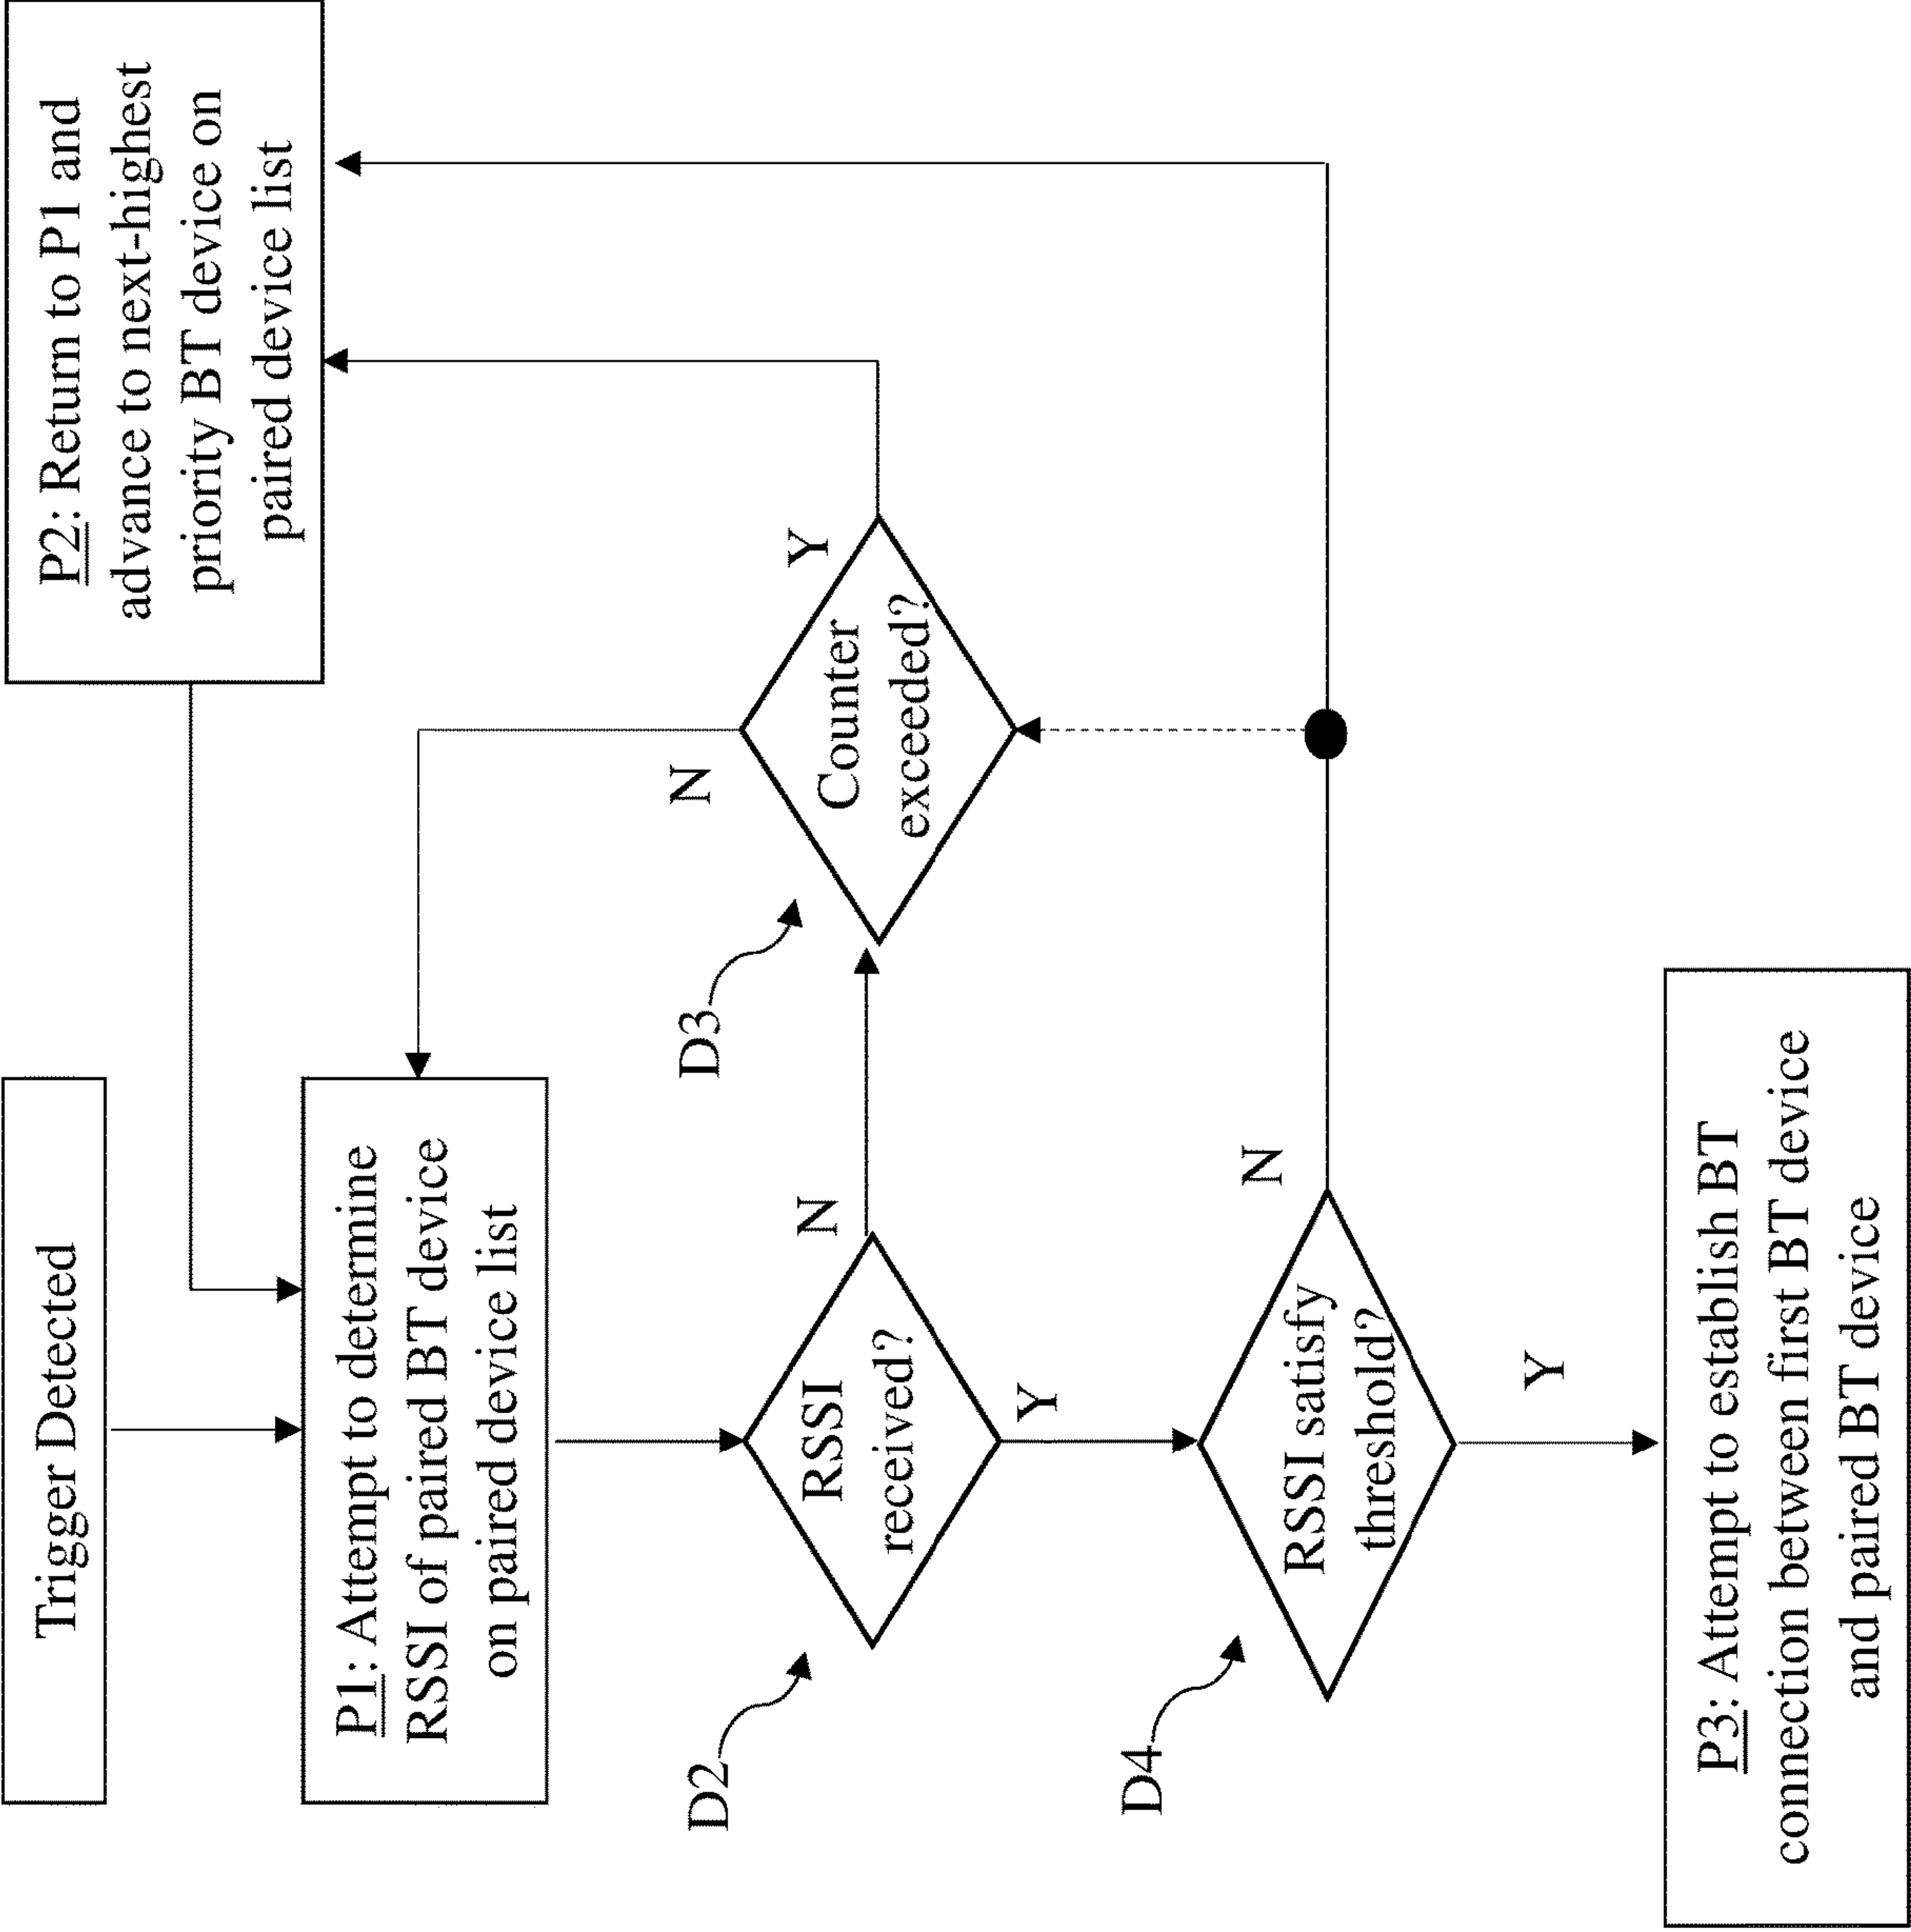 Trigger Detected
P1: Attempt to determine
RSSI of paired BT device
on paired device list
P2: Return to P1 and
advance to next-highest
priority BT device on
paired device list
D2
RSSI
received?
N
Y
D3
Counter
exceeded?
N
Y
D4
RSSI satisfy
threshold?
N
Y
P3: Attempt to establish BT
connection between first BT device
and paired BT device